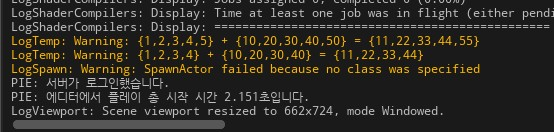 LogShaderCompilers: Display: Jobs assigned 0, completed 0 (0.00%)
LogShaderCompilers: Display: Time at least one job was in flight (either pendi
LogShaderCompilers: Display: ================================================
LogTemp: Warning: {1,2,3,4,5} + {10,20,30,40,50} = {11,22,33,44,55}
LogTemp: Warning: {1,2,3,4} + {10,20,30,40} = {11,22,33,44}
LogSpawn: Warning: SpawnActor failed because no class was specified
PIE: 서버가 로그인했습니다.
PIE: 에디터에서 플레이 총 시작 시간 2.151초입니다.
LogViewport: Scene viewport resized to 662x724, mode Windowed.